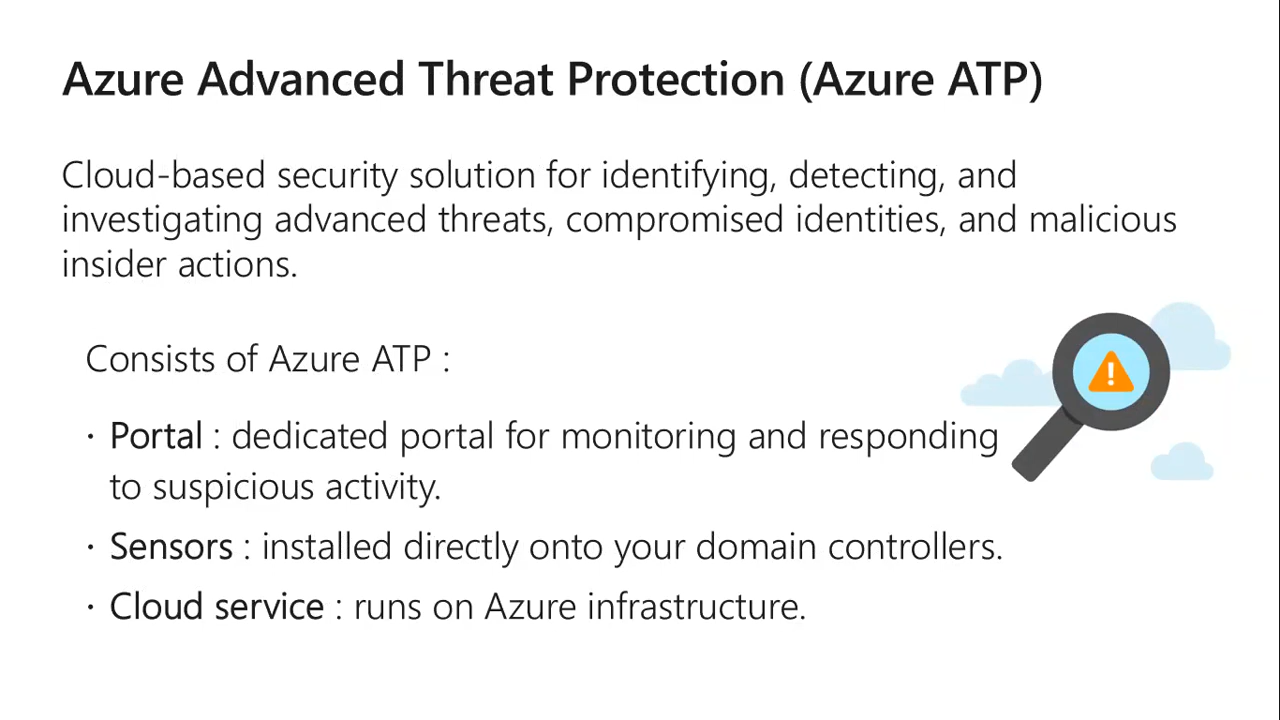 Azure Advanced Threat Protection (Azure ATP)
Cloud-based security solution for identifying, detecting, and
investigating advanced threats, compromised identities, and malicious
insider actions.
Consists of Azure ATP :
· Portal : dedicated portal for monitoring and responding
to suspicious activity.
· Sensors : installed directly onto your domain controllers.
· Cloud service : runs on Azure infrastructure.
!